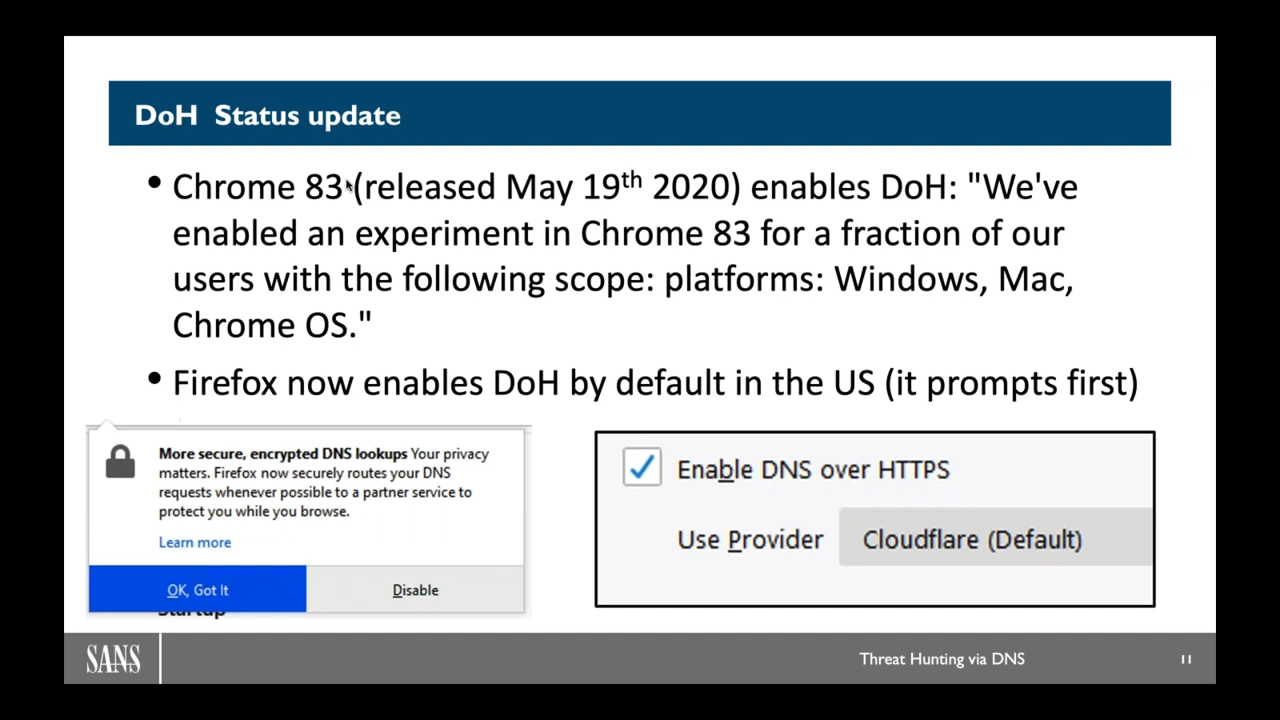 DoH  Status update
• Chrome 83 (released May 19th 2020) enables DoH: "We've
enabled an experiment in Chrome 83 for a fraction of our
users with the following scope: platforms: Windows, Mac,
Chrome OS."
• Firefox now enables DoH by default in the US (it prompts first)
More secure, encrypted DNS lookups Your privacy
matters. Firefox now securely routes your DNS
requests whenever possible to a partner service to
protect you while you browse.
Learn more
OK, Got It
Disable
Startup
Enable DNS over HTTPS
Use Provider
Cloudflare (Default)
SANS
Threat Hunting via DNS
11